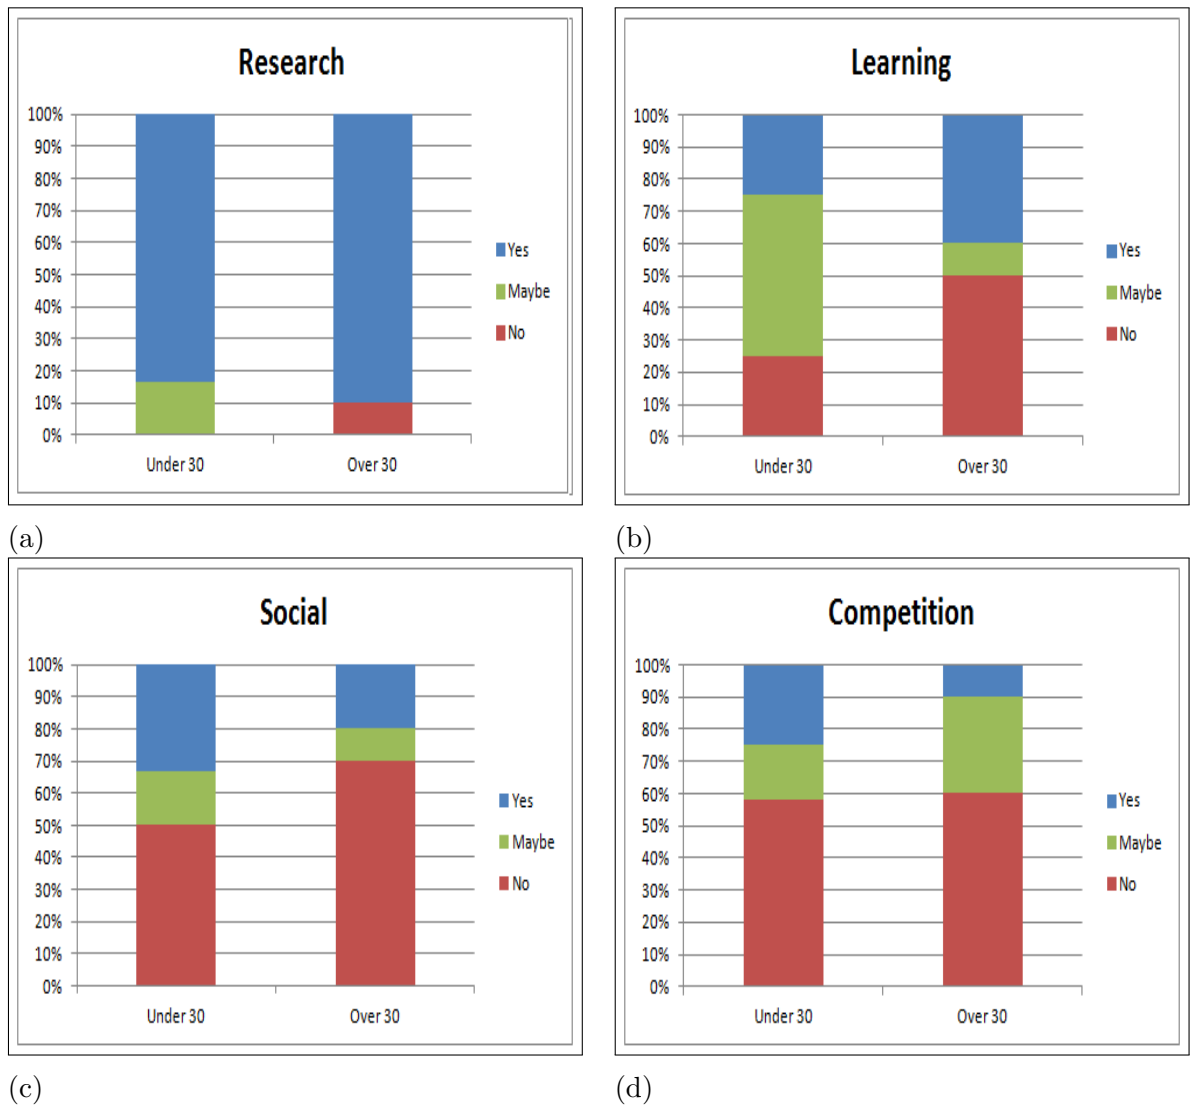 Research
100%
90%
80%
70%
60%
50%
40%
30%
20%
10%
0%
Under 30
Over 30
Yes
Maybe
No
(a)
Learning
100%
90%
80%
70%
60%
50%
40%
30%
20%
10%
0%
Under 30
Over 30
Yes
Maybe
No
(b)
Social
100%
90%
80%
70%
60%
50%
40%
30%
20%
10%
0%
Under 30
Over 30
Yes
Maybe
No
(c)
Competition
100%
90%
80%
70%
60%
50%
40%
30%
20%
10%
0%
Under 30
Over 30
Yes
Maybe
No
(d)